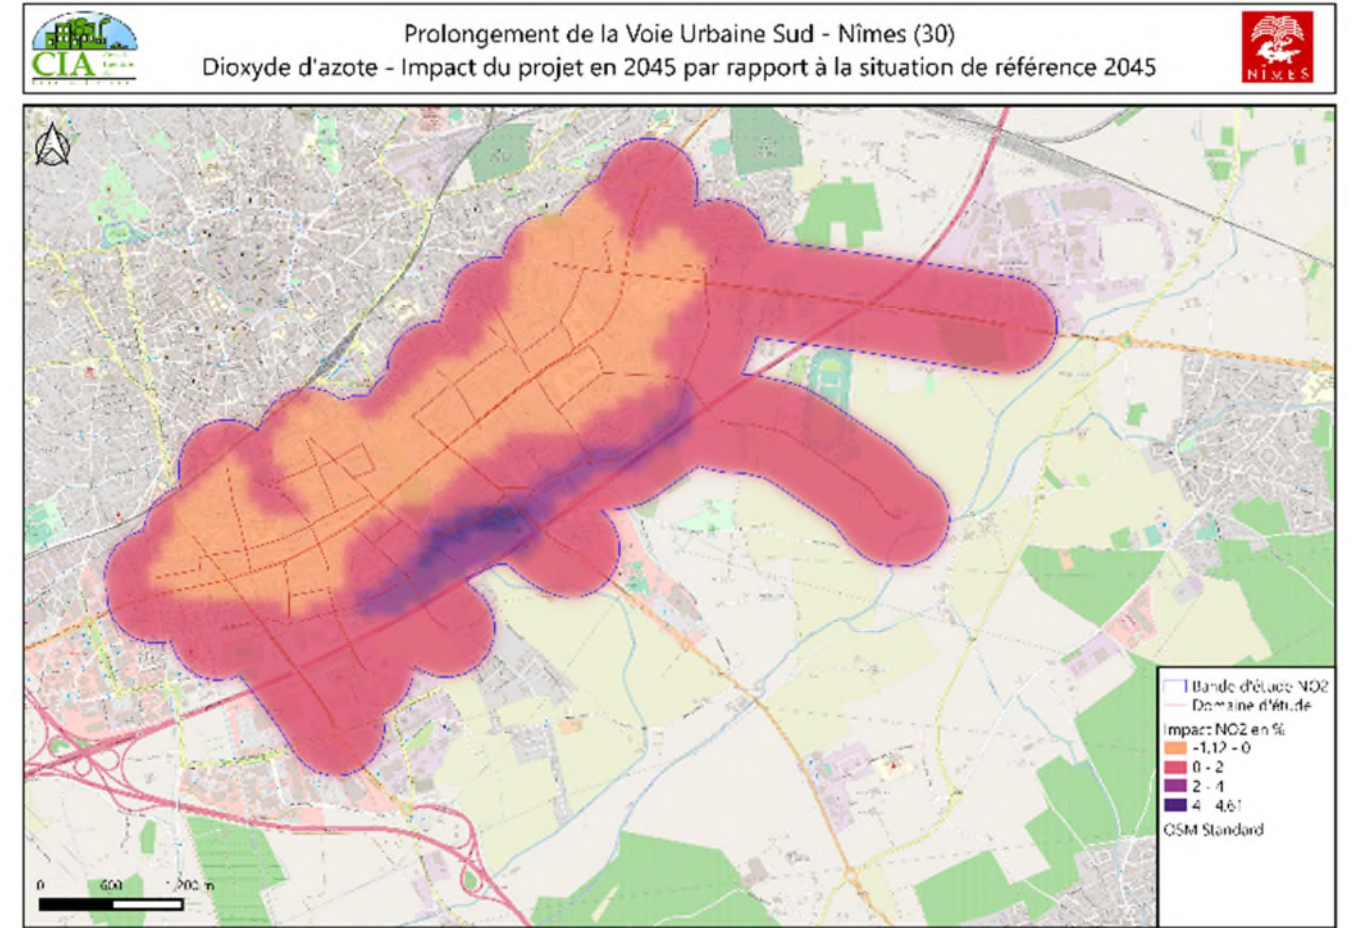 Prolongement de la Voie Urbaine Sud - Nîmes (30)
Dioxyde d'azote - Impact du projet en 2045 par rapport à la situation de référence 2045
CIA
NÎMES
Bande d'étude NO2
Domaine d'étude
Impact NO2 en %
-1,12 - 0
0 - 2
2 - 4
4 - 4,61
OSM Standard
0 600 1 200 m